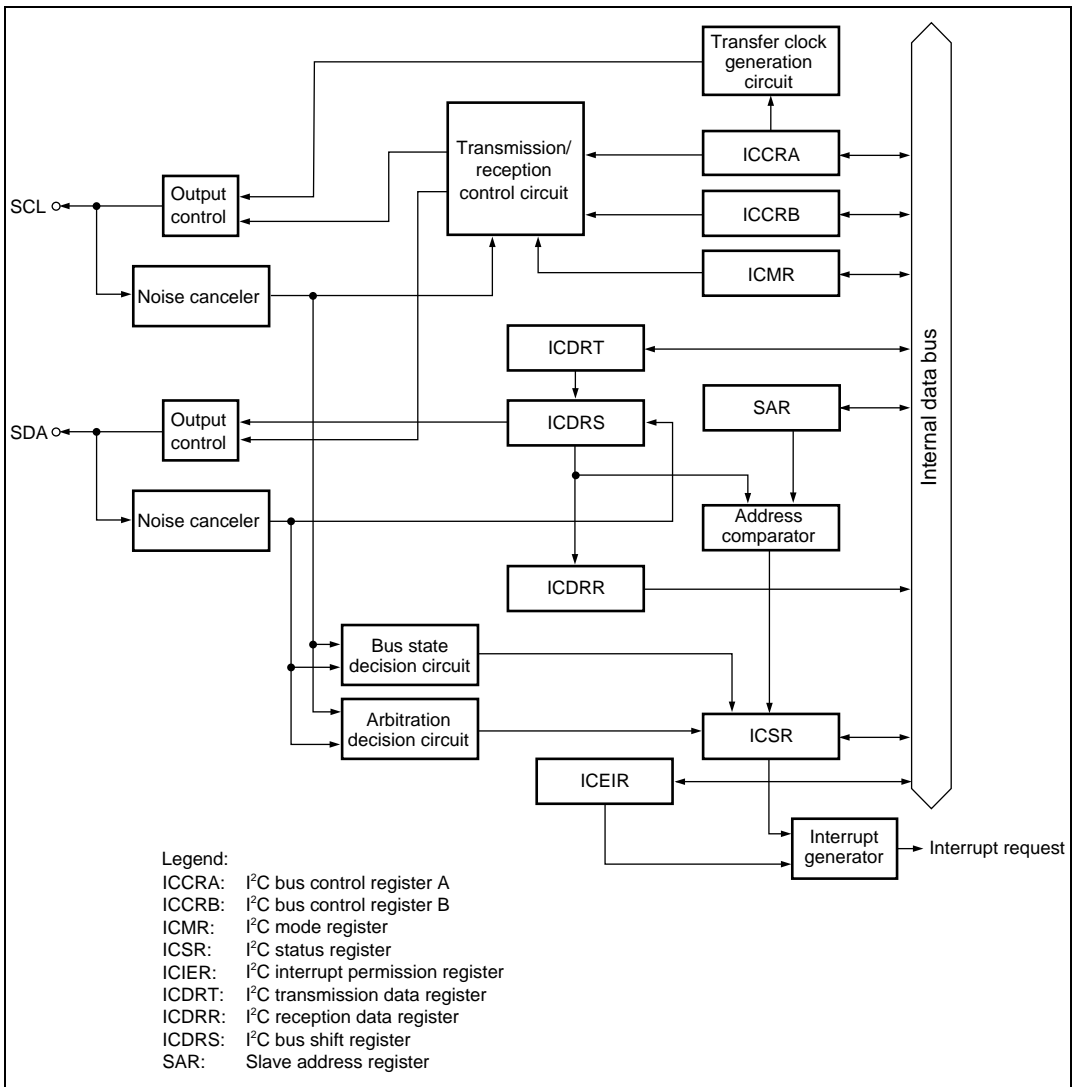 Transfer clock
generation
circuit
Transmission/
reception
control circuit
ICCRA
Output
control
SCL
ICCRB
ICMR
Noise canceler
Internal data bus
ICDRT
SAR
Output
control
SDA
ICDRS
Noise canceler
Address
comparator
ICDRR
Bus state
decision circuit
Arbitration
decision circuit
ICSR
ICEIR
Interrupt
generator
Interrupt request
Legend:
ICCRA: I²C bus control register A
ICCRB: I²C bus control register B
ICMR: I²C mode register
ICSR: I²C status register
ICIER: I²C interrupt permission register
ICDRT: I²C transmission data register
ICDRR: I²C reception data register
ICDRS: I²C bus shift register
SAR: Slave address register